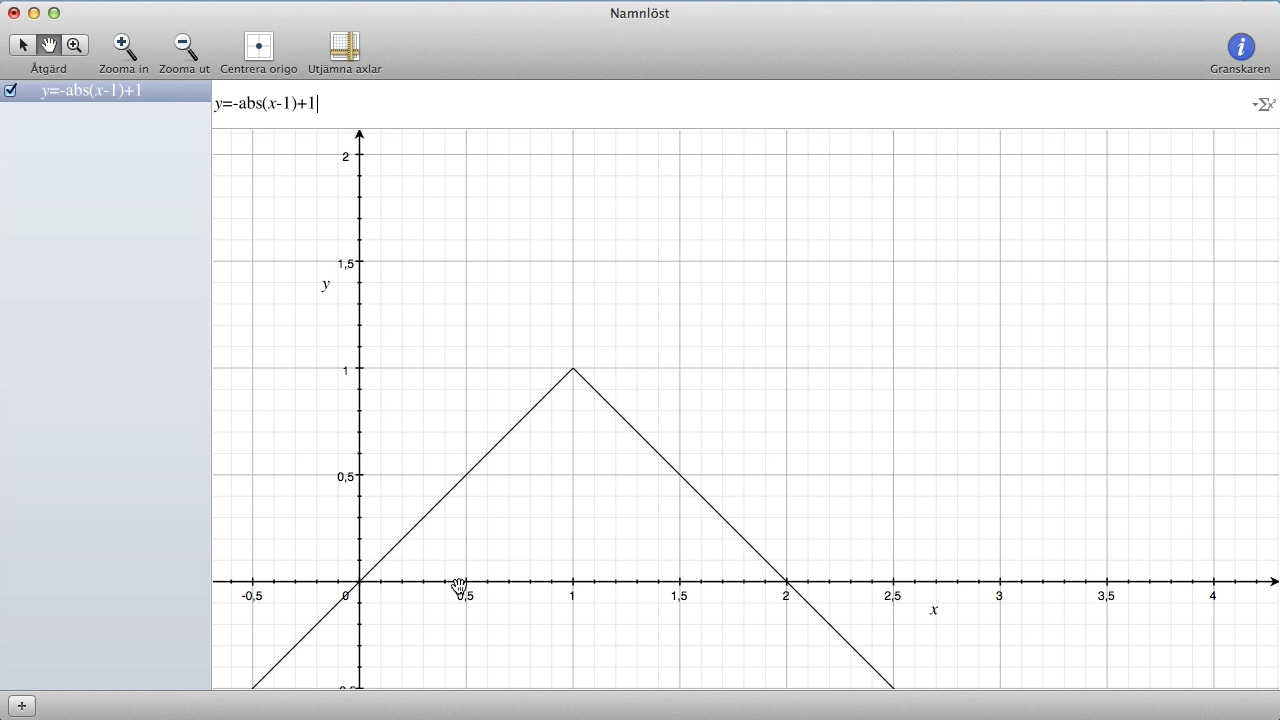 Namnlöst
Åtgärd Zooma in Zooma ut Centrera origo Utjämna axlar Granskaren
y=-abs(x-1)+1
y=-abs(x-1)+1
Σx²
2
1,5
y
1
0,5
-0,5 0 0,5 1 1,5 2 2,5 3 3,5 4
x